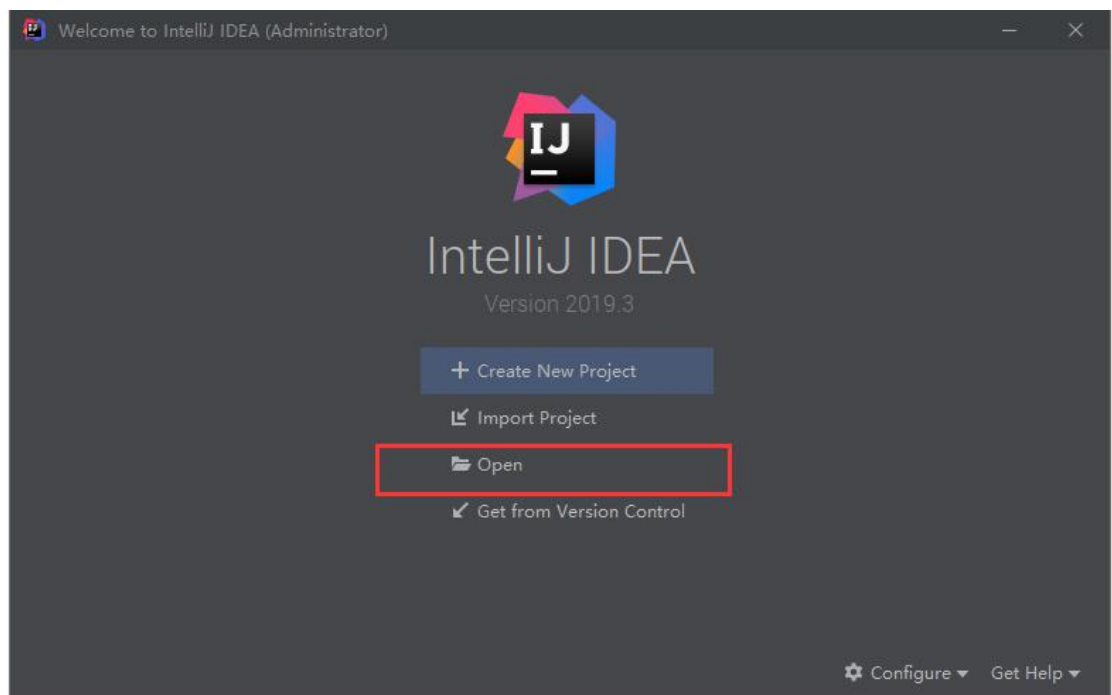 Welcome to IntelliJ IDEA (Administrator)
IJ
IntelliJ IDEA
Version 2019.3
Create New Project
Import Project
Open
Get from Version Control
Configure Get Help